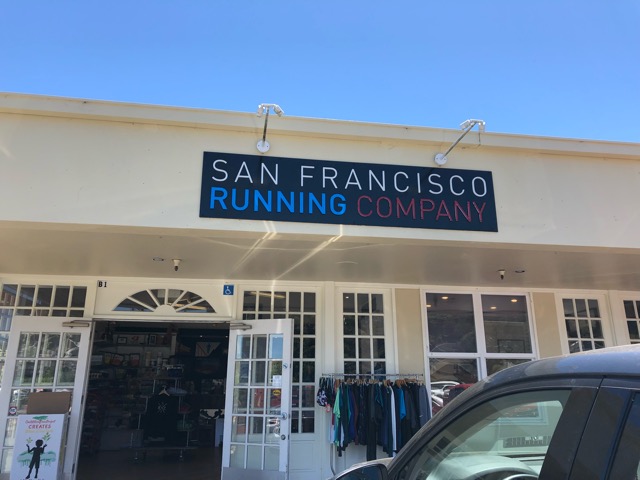 SAN FRANCISCO
RUNNING COMPANY
B1
CREATES